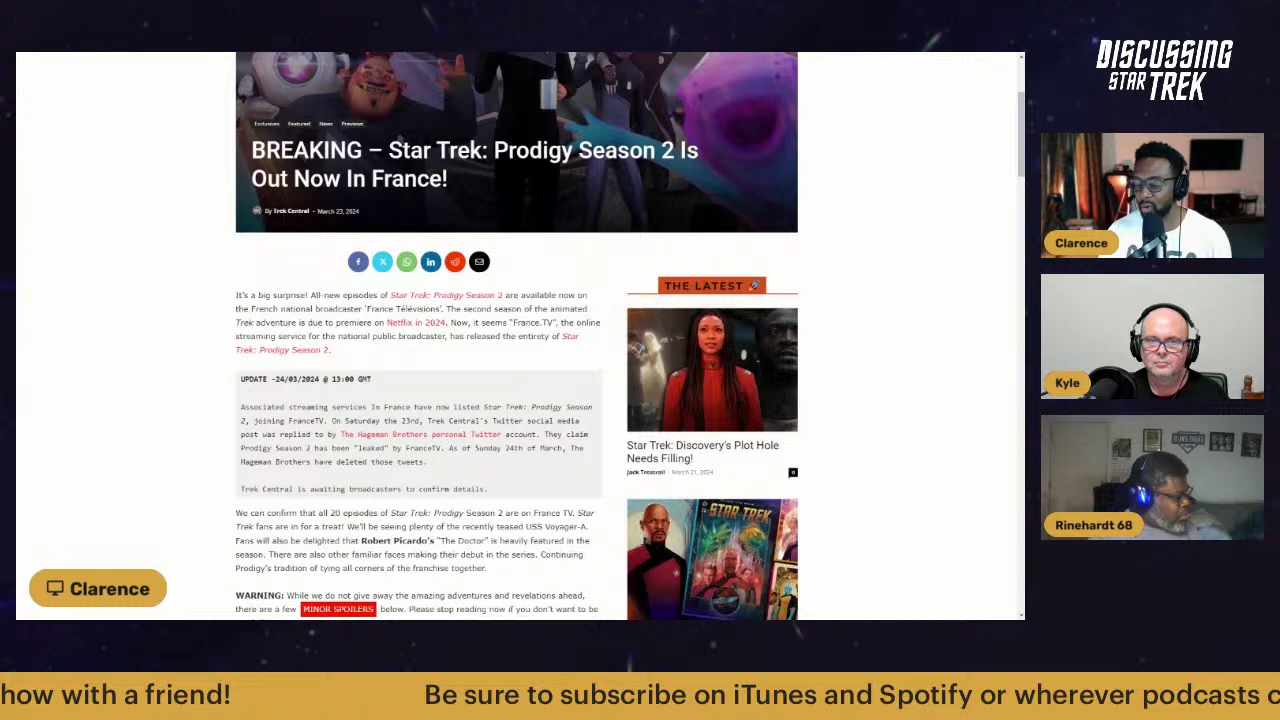 DISCUSSING
STAR TREK
Exclusives Featured News Previews
BREAKING – Star Trek: Prodigy Season 2 Is
Out Now In France!
By Trek Central - March 23, 2024
It's a big surprise! All-new episodes of Star Trek: Prodigy Season 2 are available now on
the French national broadcaster 'France Télévisions'. The second season of the animated
Trek adventure is due to premiere on Netflix in 2024. Now, it seems "France.TV", the online
streaming service for the national public broadcaster, has released the entirety of Star
Trek: Prodigy Season 2.
UPDATE -24/03/2024 @ 13:00 GMT
Associated streaming services In France have now listed Star Trek: Prodigy Season
2, joining FranceTV. On Saturday the 23rd, Trek Central's Twitter social media
post was replied to by The Hageman Brothers personal Twitter account. They claim
Prodigy Season 2 has been "leaked" by FranceTV. As of Sunday 24th of March, The
Hageman Brothers have deleted those tweets.
Trek Central is awaiting broadcasters to confirm details.
We can confirm that all 20 episodes of Star Trek: Prodigy Season 2 are on France TV. Star
Trek fans are in for a treat! We'll be seeing plenty of the recently teased USS Voyager-A.
Fans will also be delighted that Robert Picardo's "The Doctor" is heavily featured in the
season. There are also other familiar faces making their debut in the series. Continuing
Prodigy's tradition of tying all corners of the franchise together.
WARNING: While we do not give away the amazing adventures and revelations ahead,
there are a few MINOR SPOILERS below. Please stop reading now if you don't want to be
THE LATEST
Star Trek: Discovery's Plot Hole
Needs Filling!
Jack Trestrail - March 21, 2024 0
STAR TREK
Clarence
Kyle
Rinehardt 68
Clarence
how with a friend! Be sure to subscribe on iTunes and Spotify or wherever podcasts c